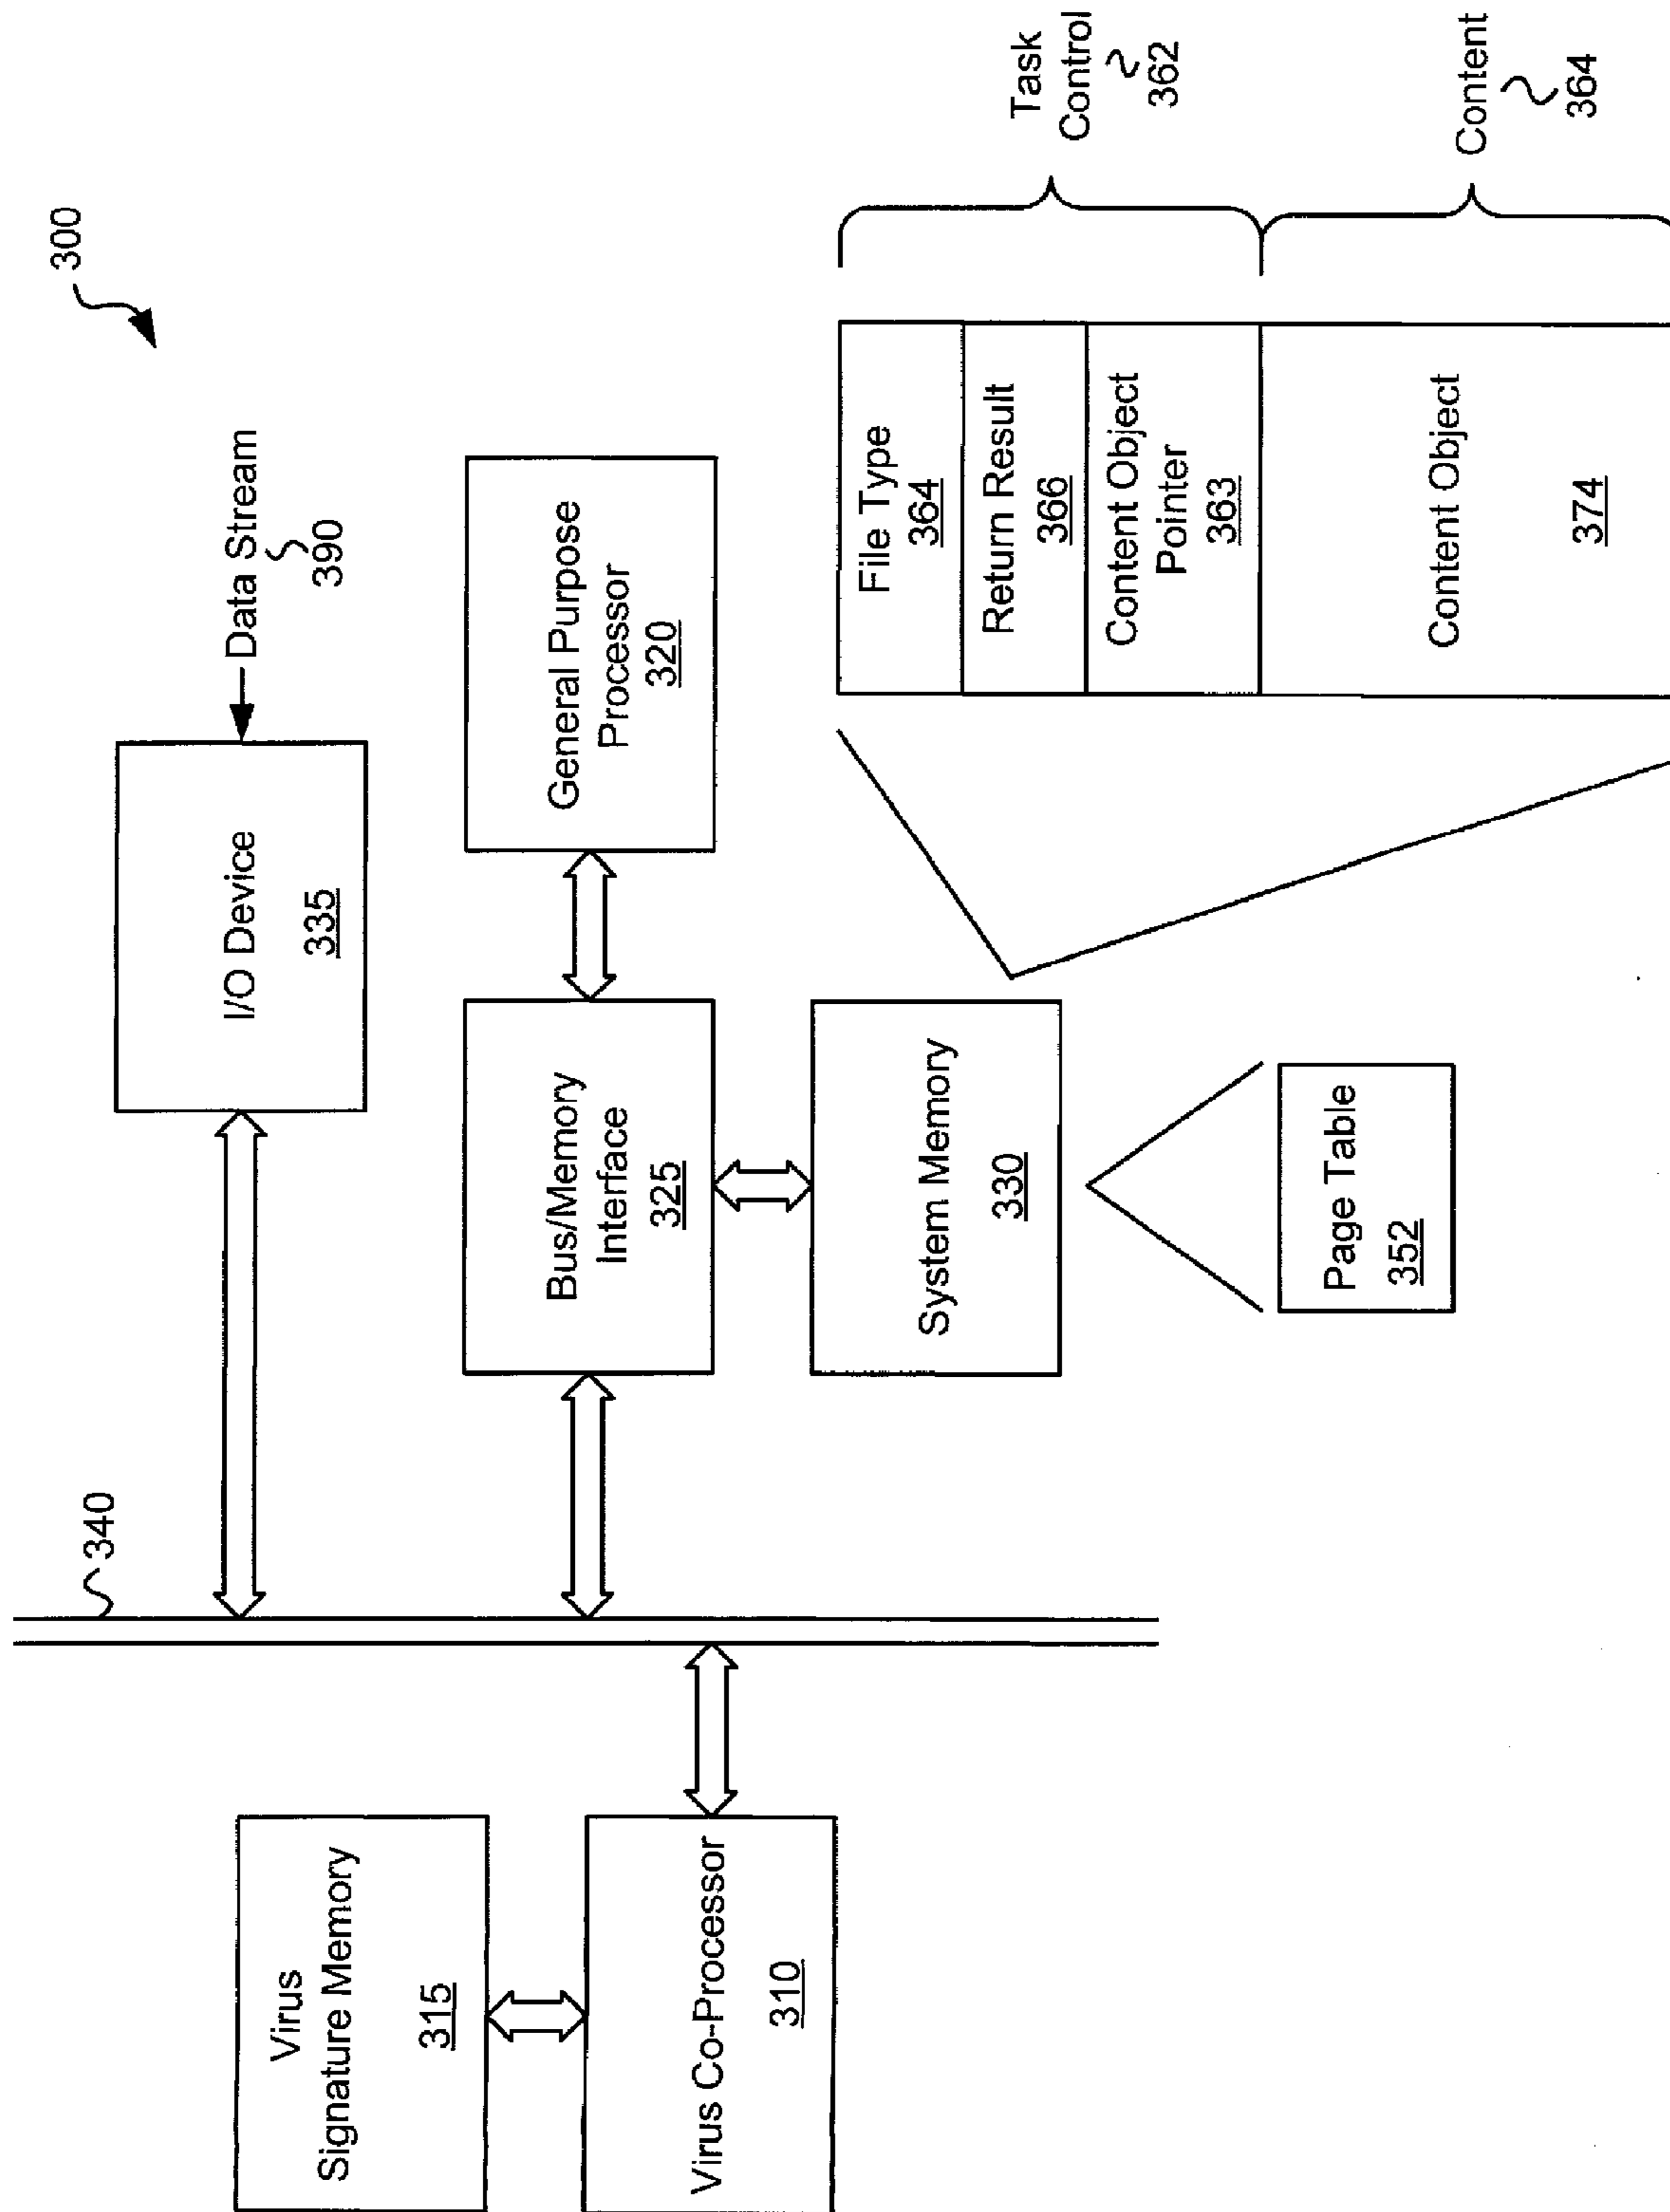 300
340
Data Stream
390
I/O Device
335
Virus
Signature Memory
315
Virus Co-Processor
310
Bus/Memory
Interface
325
General Purpose
Processor
320
System Memory
330
Page Table
352
File Type
364
Return Result
366
Content Object
Pointer
363
Content Object
374
Task
Control
362
Content
364